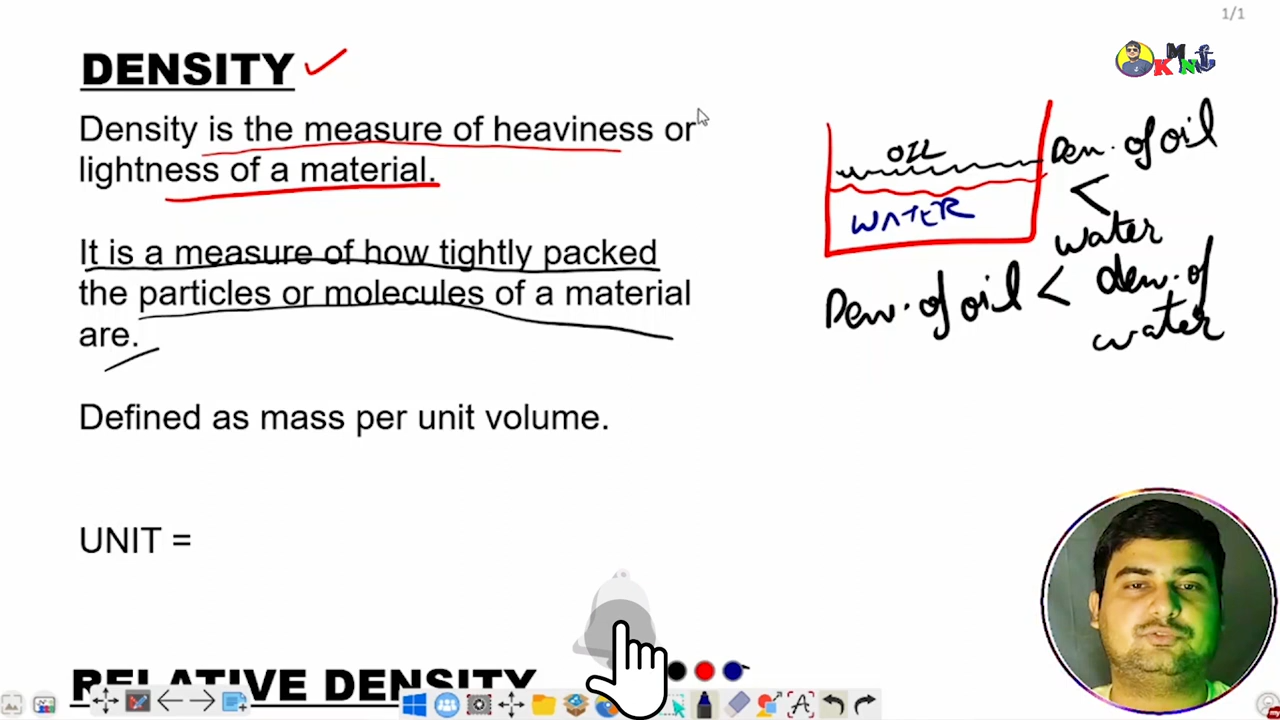 1/1
DENSITY
K M N
Density is the measure of heaviness or
lightness of a material.
It is a measure of how tightly packed
the particles or molecules of a material
are.
Defined as mass per unit volume.
UNIT =
RELATIVE DENSITY
OIL
WATER
Den. of oil
<
water
Den. of oil < den. of
water